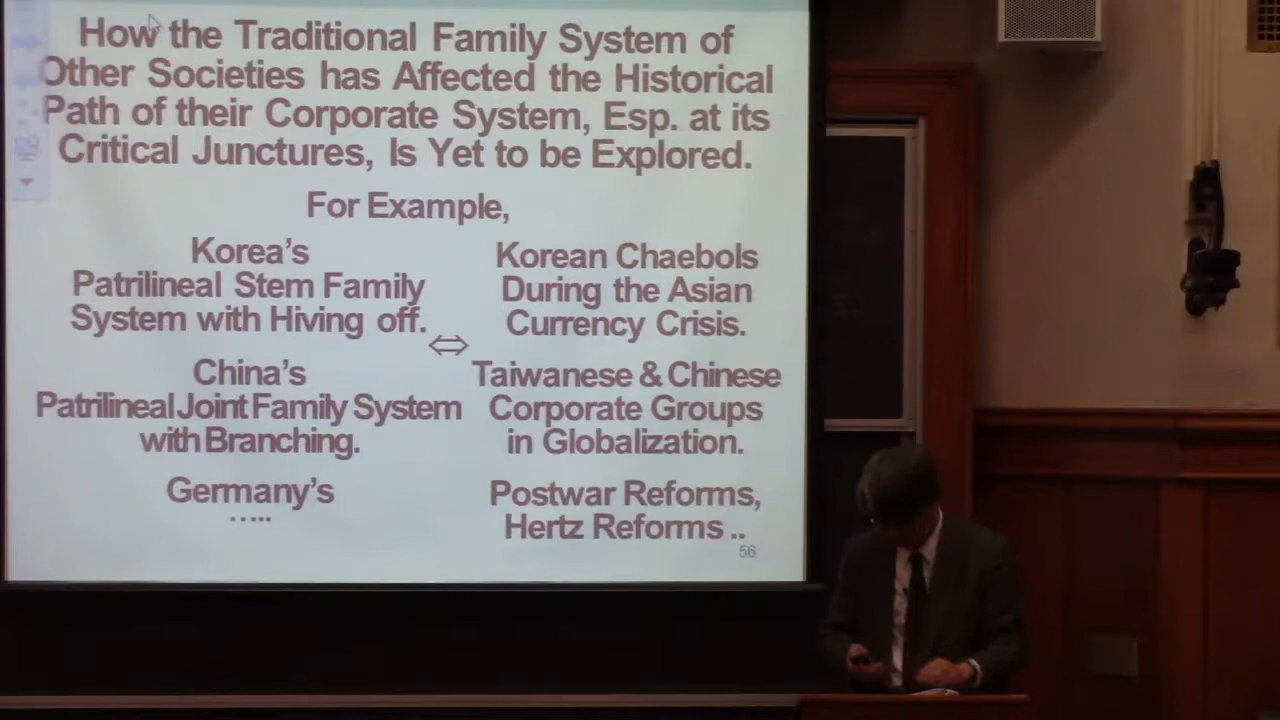 How the Traditional Family System of
Other Societies has Affected the Historical
Path of their Corporate System, Esp. at its
Critical Junctures, Is Yet to be Explored.
For Example,
Korea's
Patrilineal Stem Family
System with Hiving off.
Korean Chaebols
During the Asian
Currency Crisis.
⇔
China's
Patrilineal Joint Family System
with Branching.
Taiwanese & Chinese
Corporate Groups
in Globalization.
Germany's
.....
Postwar Reforms,
Hertz Reforms ..
56